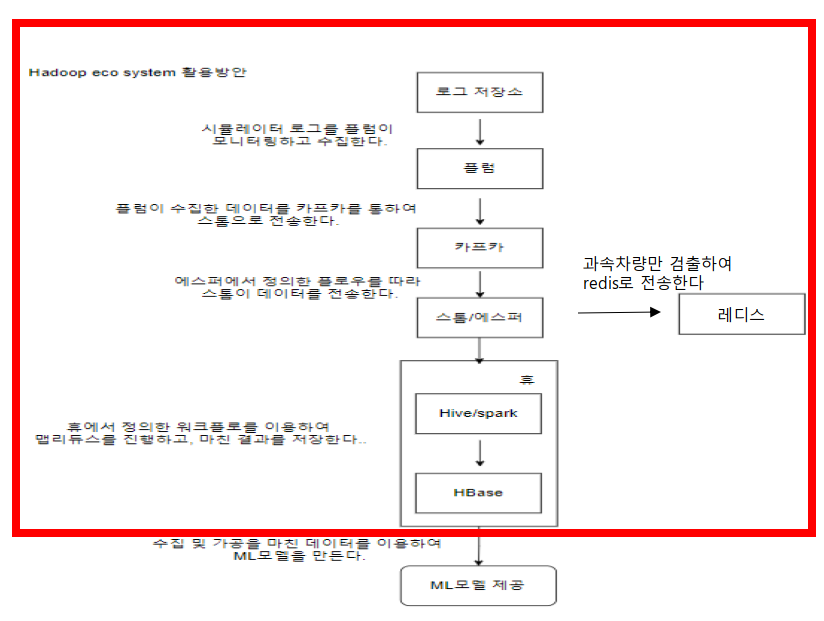 Hadoop eco system 활용방안
로그 저장소
시뮬레이터 로그를 플럼이
모니터링하고 수집한다.
플럼
플럼이 수집한 데이터를 카프카를 통하여
스톰으로 전송한다.
카프카
과속차량만 검출하여
redis로 전송한다
에스퍼에서 정의한 플로우를 따라
스톰이 데이터를 전송한다.
스톰/에스퍼
레디스
휴
Hive/spark
휴에서 정의한 워크플로를 이용하여
맵리듀스를 진행하고, 마친 결과를 저장한다..
HBase
수집 및 가공을 마친 데이터를 이용하여
ML모델을 만든다.
ML모델 제공